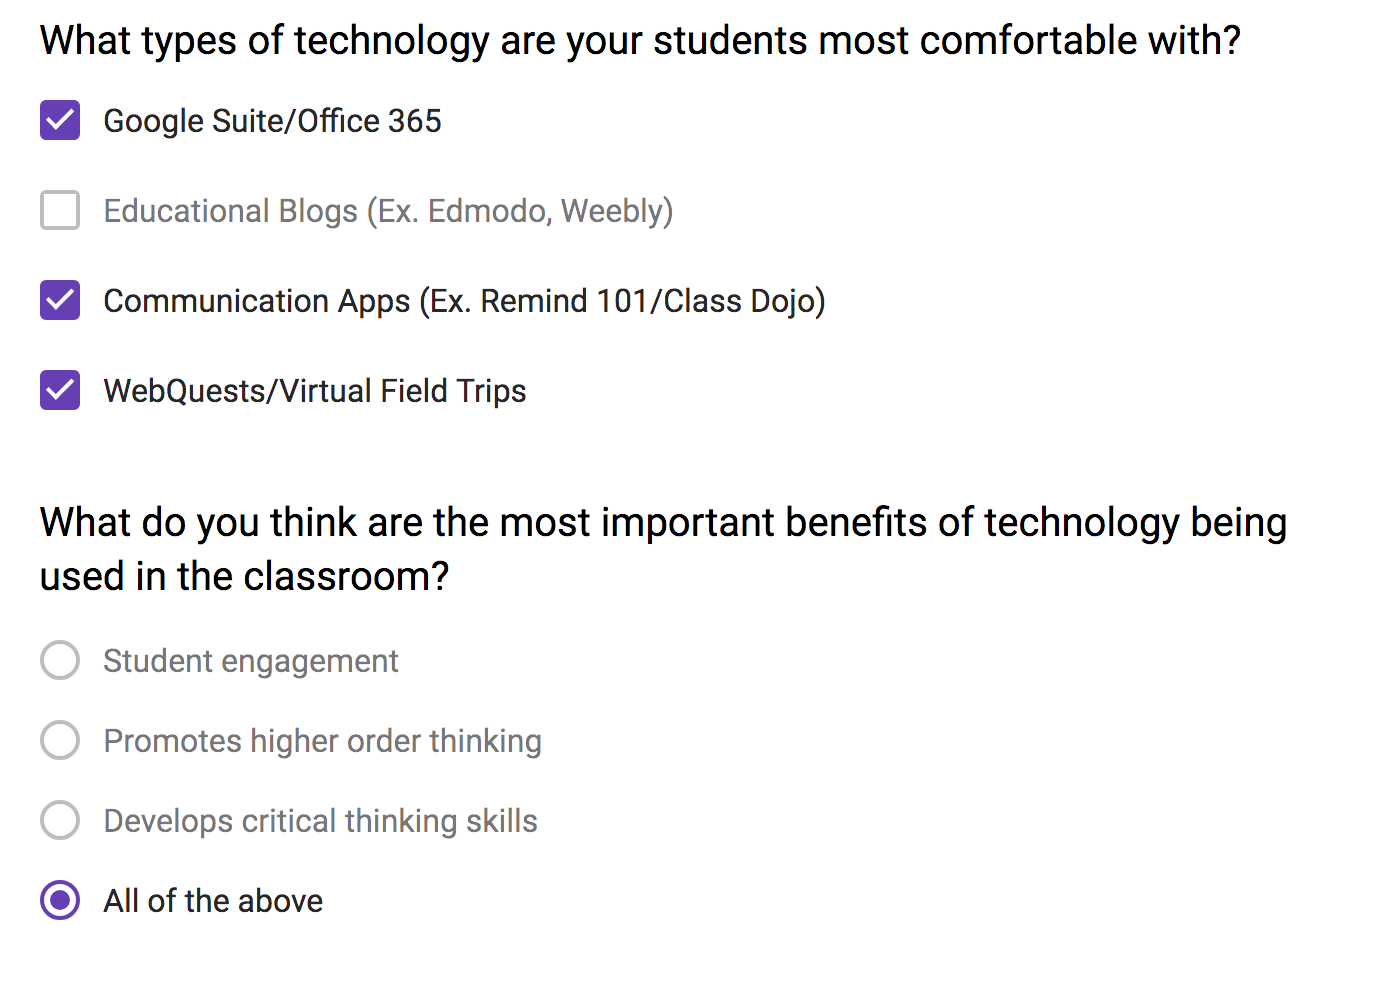 What types of technology are your students most comfortable with?
Google Suite/Office 365
Educational Blogs (Ex. Edmodo, Weebly)
Communication Apps (Ex. Remind 101/Class Dojo)
WebQuests/Virtual Field Trips
What do you think are the most important benefits of technology being
used in the classroom?
Student engagement
Promotes higher order thinking
Develops critical thinking skills
All of the above